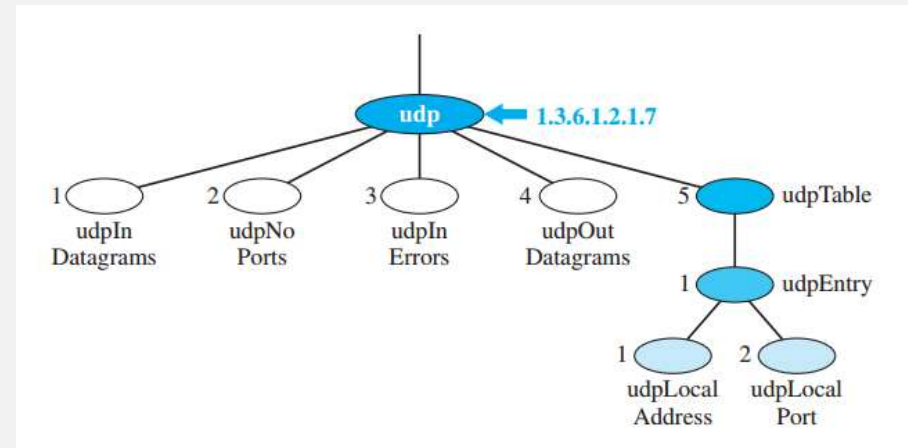 udp
1.3.6.1.2.1.7
1
2
3
4
5
udpTable
udpIn
Datagrams
udpNo
Ports
udpIn
Errors
udpOut
Datagrams
1
udpEntry
1
2
udpLocal
Address
udpLocal
Port